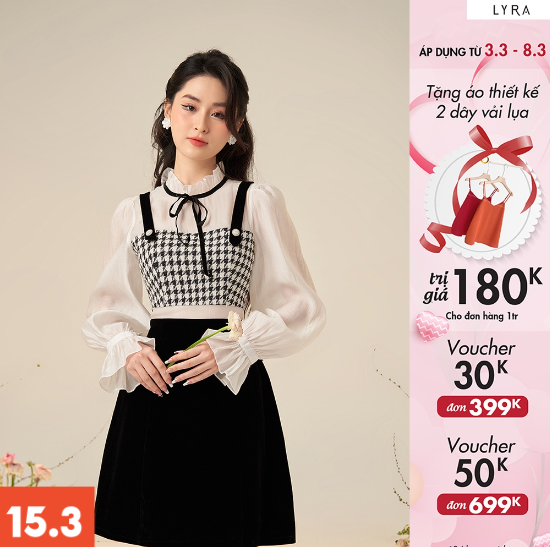 LYRA
ÁP DỤNG TỪ 3.3 - 8.3
Tặng áo thiết kế
2 dây vải lụa
trị
giá 180K
Cho đơn hàng 1tr
Voucher
30K
đơn 399K
Voucher
50K
đơn 699K
15.3